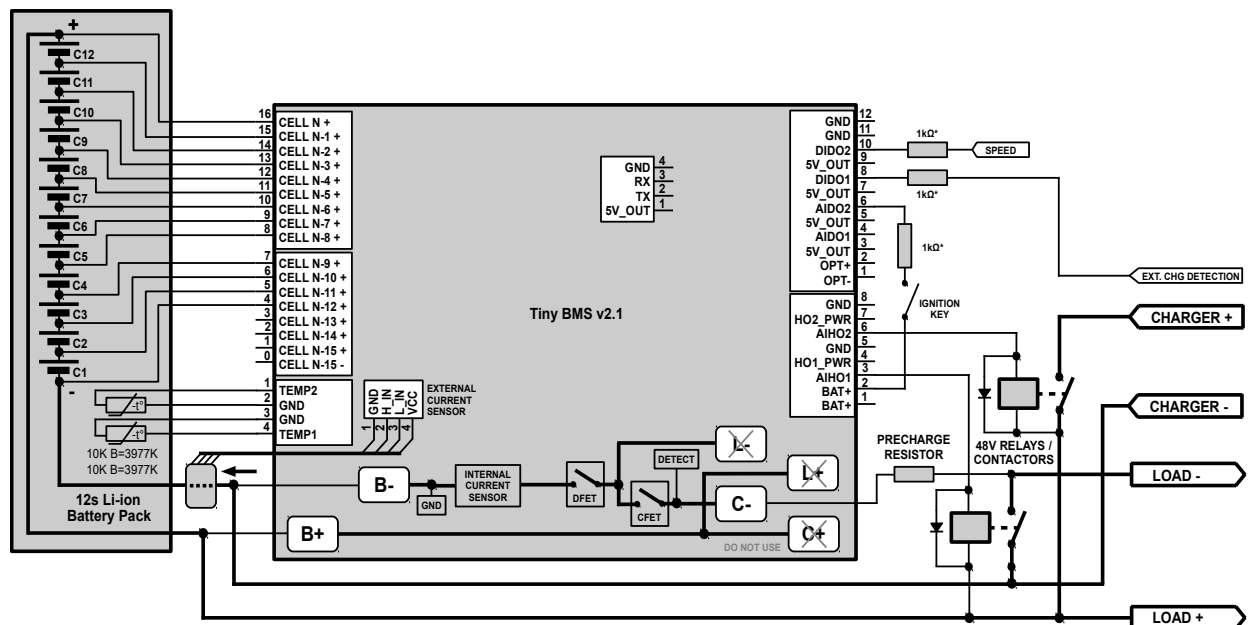 +
C12
C11
C10
C9
C8
C7
C6
C5
C4
C3
C2
C1
-
12s Li-ion
Battery Pack
16 CELL N +
15 CELL N-1 +
14 CELL N-2 +
13 CELL N-3 +
12 CELL N-4 +
11 CELL N-5 +
10 CELL N-6 +
9 CELL N-7 +
8 CELL N-8 +
7 CELL N-9 +
6 CELL N-10 +
5 CELL N-11 +
4 CELL N-12 +
3 CELL N-13 +
2 CELL N-14 +
1 CELL N-15 +
0 CELL N-15 -
1 TEMP2
2 GND
3 GND
4 TEMP1
-t°
-t°
10K B=3977K
10K B=3977K
GND
H_IN
L_IN
VCC
1
2
3
4
EXTERNAL
CURRENT
SENSOR
GND 4
RX 3
TX 2
5V_OUT 1
Tiny BMS v2.1
B-
GND
INTERNAL
CURRENT
SENSOR
DFET
CFET
DETECT
L-
L+
C-
C+
B+
DO NOT USE
GND 12
GND 11
DIDO2 10
5V_OUT 9
DIDO1 8
5V_OUT 7
AIDO2 6
5V_OUT 5
AIDO1 4
5V_OUT 3
OPT+ 2
OPT- 1
GND 8
HO2_PWR 7
AIHO2 6
GND 5
HO1_PWR 4
AIHO1 3
BAT+ 2
BAT+ 1
1kΩ*
SPEED
1kΩ*
1kΩ*
IGNITION
KEY
EXT. CHG DETECTION
CHARGER +
CHARGER -
48V RELAYS /
CONTACTORS
PRECHARGE
RESISTOR
LOAD -
LOAD +